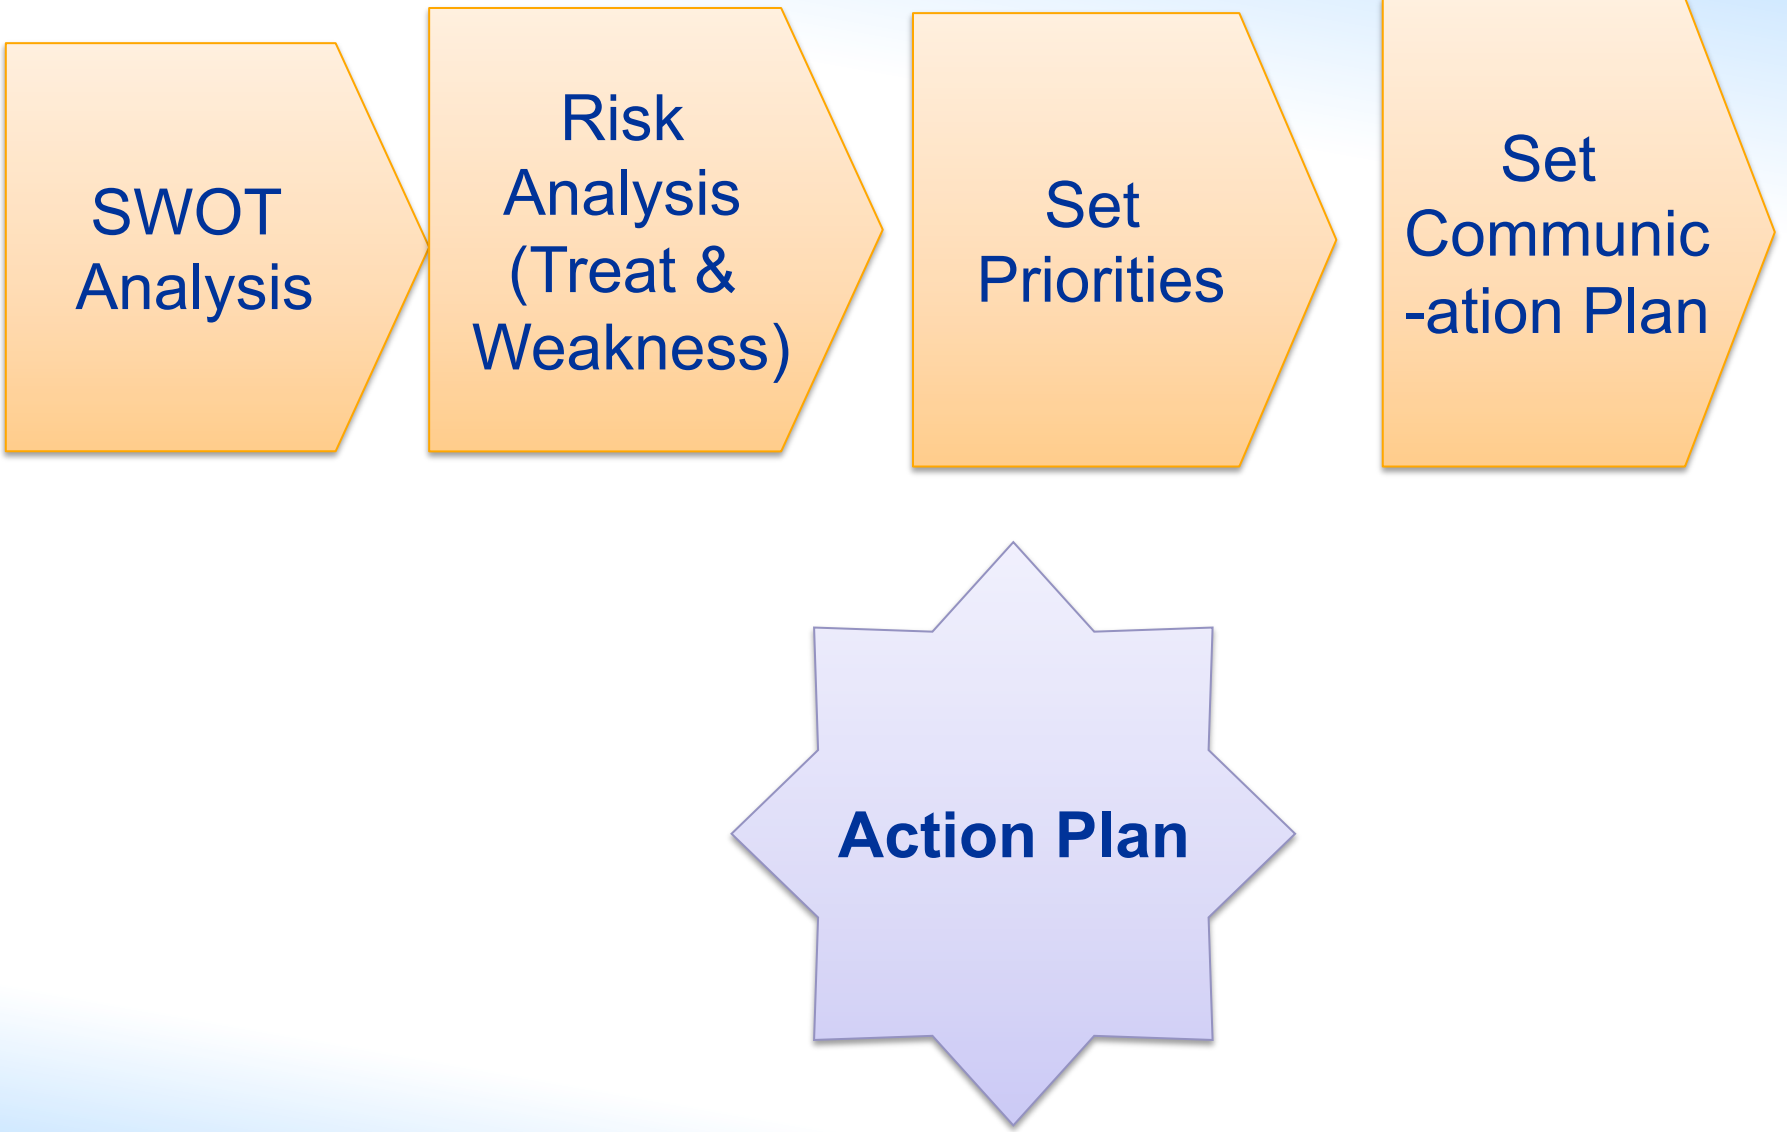 SWOT
Analysis
Risk
Analysis
(Treat &
Weakness)
Set
Priorities
Set
Communic
-ation Plan
Action Plan